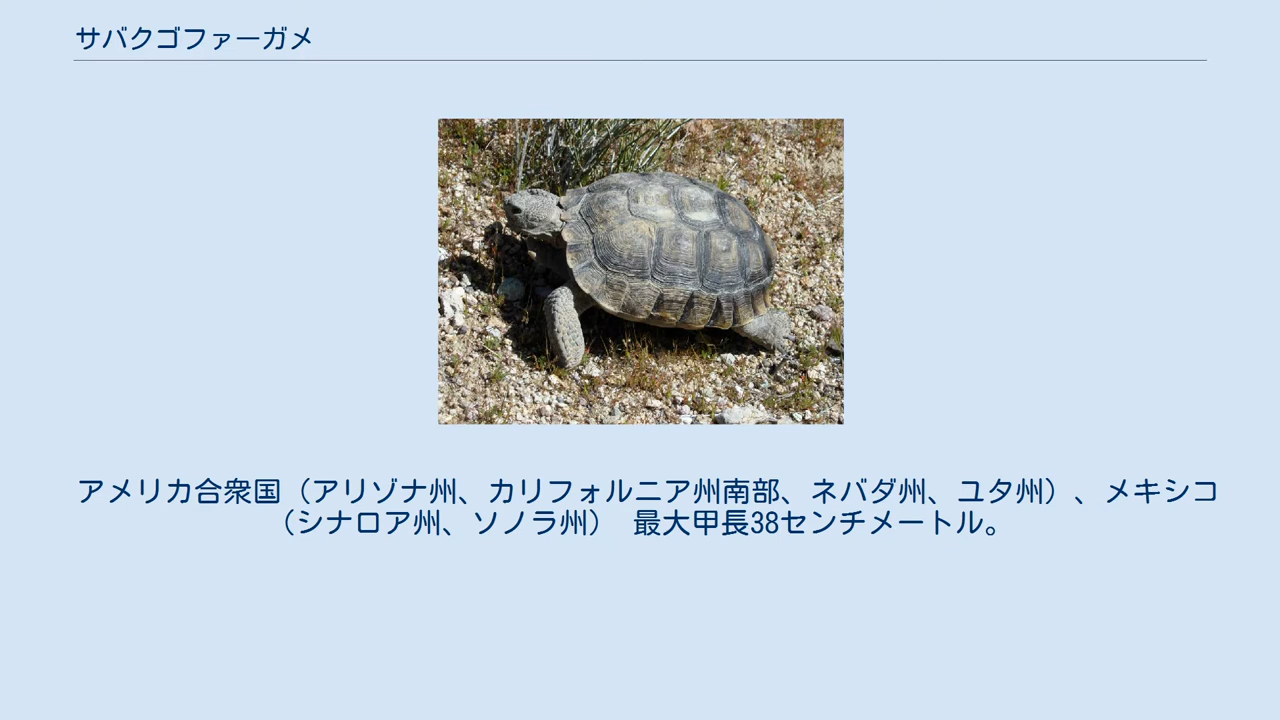 サバクゴファーガメ
アメリカ合衆国（アリゾナ州、カリフォルニア州南部、ネバダ州、ユタ州）、メキシコ
（シナロア州、ソノラ州）　最大甲長38センチメートル。